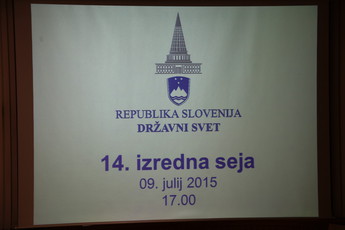 REPUBLIKA SLOVENIJA
DRŽAVNI SVET
14. izredna seja
09. julij 2015
17.00